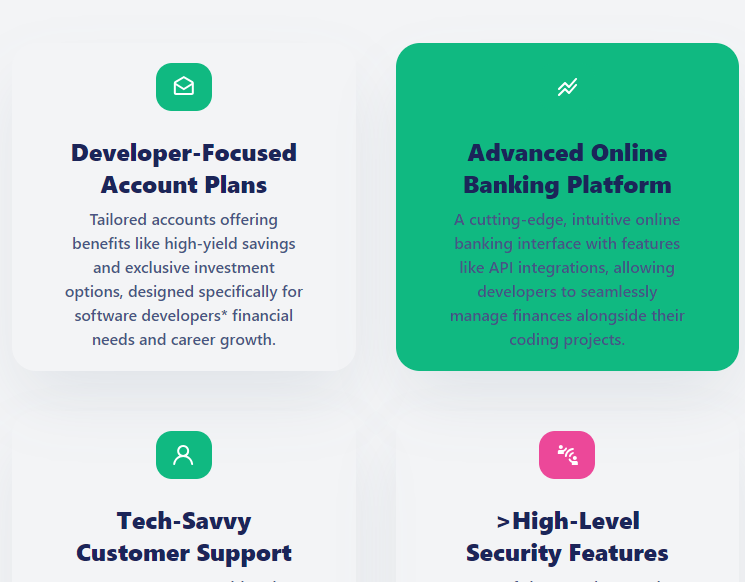 Developer-Focused
Account Plans
Tailored accounts offering
benefits like high-yield savings
and exclusive investment
options, designed specifically for
software developers* financial
needs and career growth.
Advanced Online
Banking Platform
A cutting-edge, intuitive online
banking interface with features
like API integrations, allowing
developers to seamlessly
manage finances alongside their
coding projects.
Tech-Savvy
Customer Support
>High-Level
Security Features